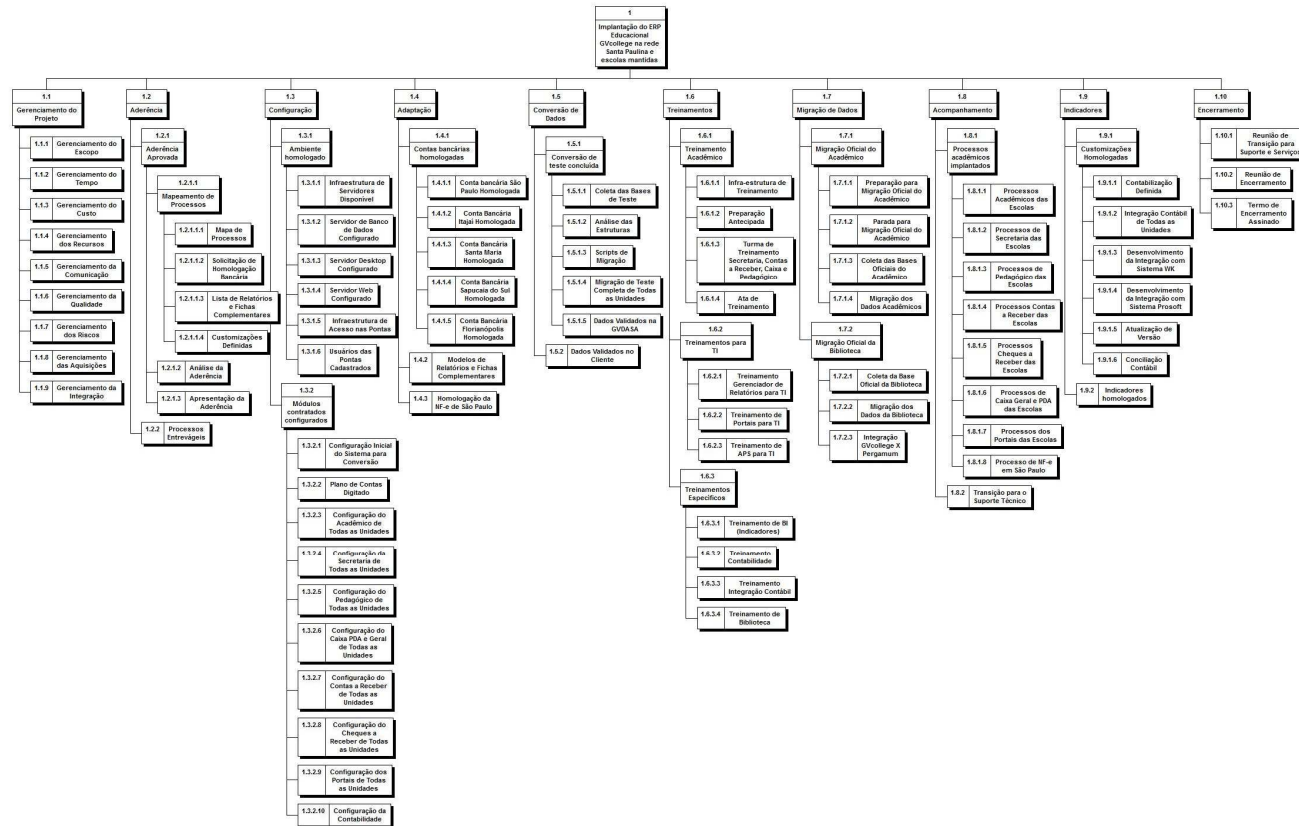 1
Implantação do ERP
Educacional
GVcollege na rede
Santa Paulina e
escolas mantidas
1.1
Gerenciamento do
Projeto
1.1.1 Gerenciamento do
Escopo
1.1.2 Gerenciamento do
Tempo
1.1.3 Gerenciamento do
Custo
1.1.4 Gerenciamento
dos Recursos
1.1.5 Gerenciamento da
Comunicação
1.1.6 Gerenciamento da
Qualidade
1.1.7 Gerenciamento
dos Riscos
1.1.8 Gerenciamento
das Aquisições
1.1.9 Gerenciamento da
Integração
1.2
Aderência
1.2.1
Aderência
Aprovada
1.2.1.1
Mapeamento de
Processos
1.2.1.1.1 Mapa de
Processos
1.2.1.1.2 Solicitação de
Homologação
Bancária
1.2.1.1.3 Lista de Relatórios
e Fichas
Complementares
1.2.1.1.4 Customizações
Definidas
1.2.1.2 Análise da
Aderência
1.2.1.3 Apresentação da
Aderência
1.2.2 Processos
Entrevágeis
1.3
Configuração
1.3.1
Ambiente
homologado
1.3.1.1 Infraestrutura de
Servidores
Disponível
1.3.1.2 Servidor de Banco
de Dados
Configurado
1.3.1.3 Servidor Desktop
Configurado
1.3.1.4 Servidor Web
Configurado
1.3.1.5 Infraestrutura de
Acesso nas Pontas
1.3.1.6 Usuários das
Pontas
Cadastrados
1.3.2
Módulos
contratados
configurados
1.3.2.1 Configuração Inicial
do Sistema para
Conversão
1.3.2.2 Plano de Contas
Digitado
1.3.2.3 Configuração do
Acadêmico de
Todas as Unidades
1.3.2.4 Configuração da
Secretaria de
Todas as Unidades
1.3.2.5 Configuração do
Pedagógico de
Todas as Unidades
1.3.2.6 Configuração do
Caixa PDA e Geral
de Todas as
Unidades
1.3.2.7 Configuração do
Contas a Receber
de Todas as
Unidades
1.3.2.8 Configuração do
Cheques a
Receber de Todas
as Unidades
1.3.2.9 Configuração dos
Portais de Todas
as Unidades
1.3.2.10 Configuração da
Contabilidade
1.4
Adaptação
1.4.1
Contas bancárias
homologadas
1.4.1.1 Conta bancária São
Paulo Homologada
1.4.1.2 Conta Bancária
Itajaí Homologada
1.4.1.3 Conta Bancária
Santa Maria
Homologada
1.4.1.4 Conta Bancária
Sapucaia do Sul
Homologada
1.4.1.5 Conta Bancária
Florianópolis
Homologada
1.4.2 Modelos de
Relatórios e Fichas
Complementares
1.4.3 Homologação da
NF-e de São Paulo
1.5
Conversão de
Dados
1.5.1
Conversão de
teste concluída
1.5.1.1 Coleta das Bases
de Teste
1.5.1.2 Análise das
Estruturas
1.5.1.3 Scripts de
Migração
1.5.1.4 Migração de Teste
Completa de Todas
as Unidades
1.5.1.5 Dados Validados na
GVDASA
1.5.2 Dados Validados no
Cliente
1.6
Treinamentos
1.6.1
Treinamento
Acadêmico
1.6.1.1 Infra-estrutura de
Treinamento
1.6.1.2 Preparação
Antecipada
1.6.1.3 Turma de
Treinamento
Secretaria, Contas
a Receber, Caixa e
Pedagógico
1.6.1.4 Ata de
Treinamento
1.6.2
Treinamentos para
TI
1.6.2.1 Treinamento
Gerenciador de
Relatórios para TI
1.6.2.2 Treinamento
de Portais para TI
1.6.2.3 Treinamento de
APS para TI
1.6.3
Treinamentos
Específicos
1.6.3.1 Treinamento de BI
(Indicadores)
1.6.3.2 Treinamento
Contabilidade
1.6.3.3 Treinamento
Integração Contábil
1.6.3.4 Treinamento de
Biblioteca
1.7
Migração de Dados
1.7.1
Migração Oficial do
Acadêmico
1.7.1.1 Preparação para
Migração Oficial do
Acadêmico
1.7.1.2 Parada para
Migração Oficial do
Acadêmico
1.7.1.3 Coleta das Bases
Oficiais do
Acadêmico
1.7.1.4 Migração dos
Dados Acadêmicos
1.7.2
Migração Oficial da
Biblioteca
1.7.2.1 Coleta da Base
Oficial da Biblioteca
1.7.2.2 Migração dos
Dados da Biblioteca
1.7.2.3 Integração
GVcollege X
Pergamum
1.8
Acompanhamento
1.8.1
Processos
acadêmicos
implantados
1.8.1.1 Processos
Acadêmicos das
Escolas
1.8.1.2 Processos de
Secretaria das
Escolas
1.8.1.3 Processos de
Pedagógico das
Escolas
1.8.1.4 Processos Contas
a Receber das
Escolas
1.8.1.5 Processos
Cheques a
Receber das
Escolas
1.8.1.6 Processos de
Caixa Geral e PDA
das Escolas
1.8.1.7 Processos dos
Portais das Escolas
1.8.1.8 Processo de NF-e
em São Paulo
1.8.2 Transição para o
Suporte Técnico
1.9
Indicadores
1.9.1
Customizações
Homologadas
1.9.1.1 Contabilização
Definida
1.9.1.2 Integração Contábil
de Todas as
Unidades
1.9.1.3 Desenvolvimento
da Integração com
Sistema WK
1.9.1.4 Desenvolvimento
da Integração com
Sistema Prosoft
1.9.1.5 Atualização de
Versão
1.9.1.6 Conciliação
Contábil
1.9.2 Indicadores
homologados
1.10
Encerramento
1.10.1 Reunião de
Transição para
Suporte e Serviços
1.10.2 Reunião de
Encerramento
1.10.3 Termo de
Encerramento
Assinado